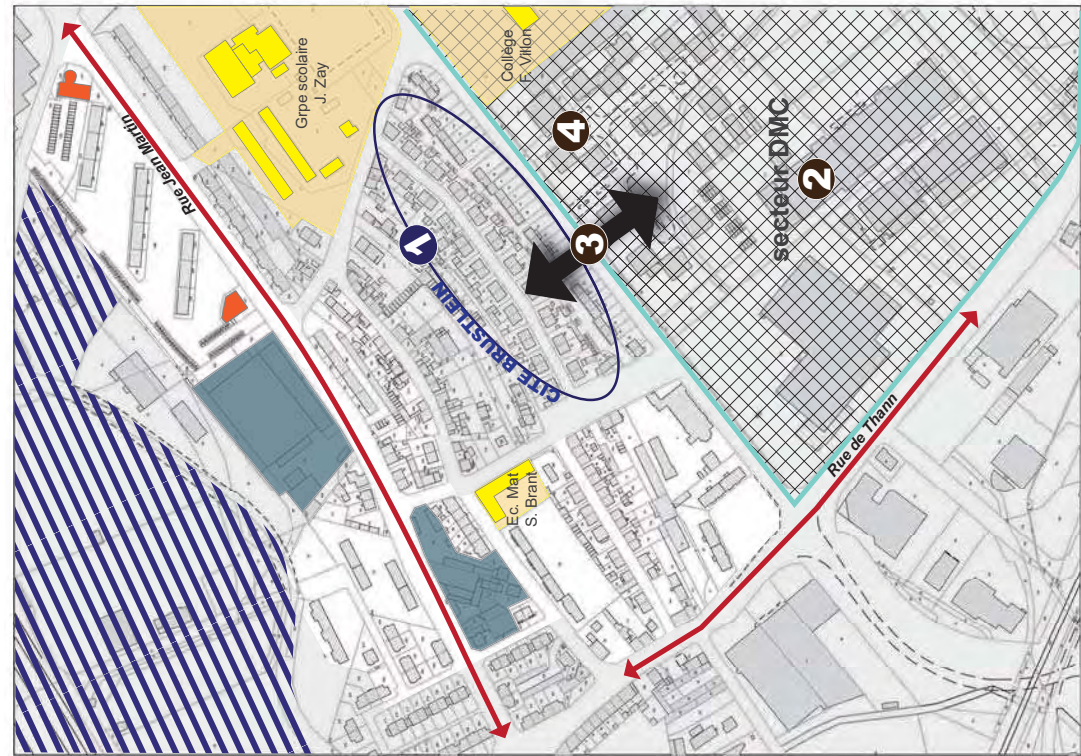 Rue Jean Martin
Grpe scolaire
J. Zay
Collège
F. Villon
1
CITE BRUSTLEIN
4
3
2
secteur DMC
Ec. Mat
S. Brant
Rue de Thann